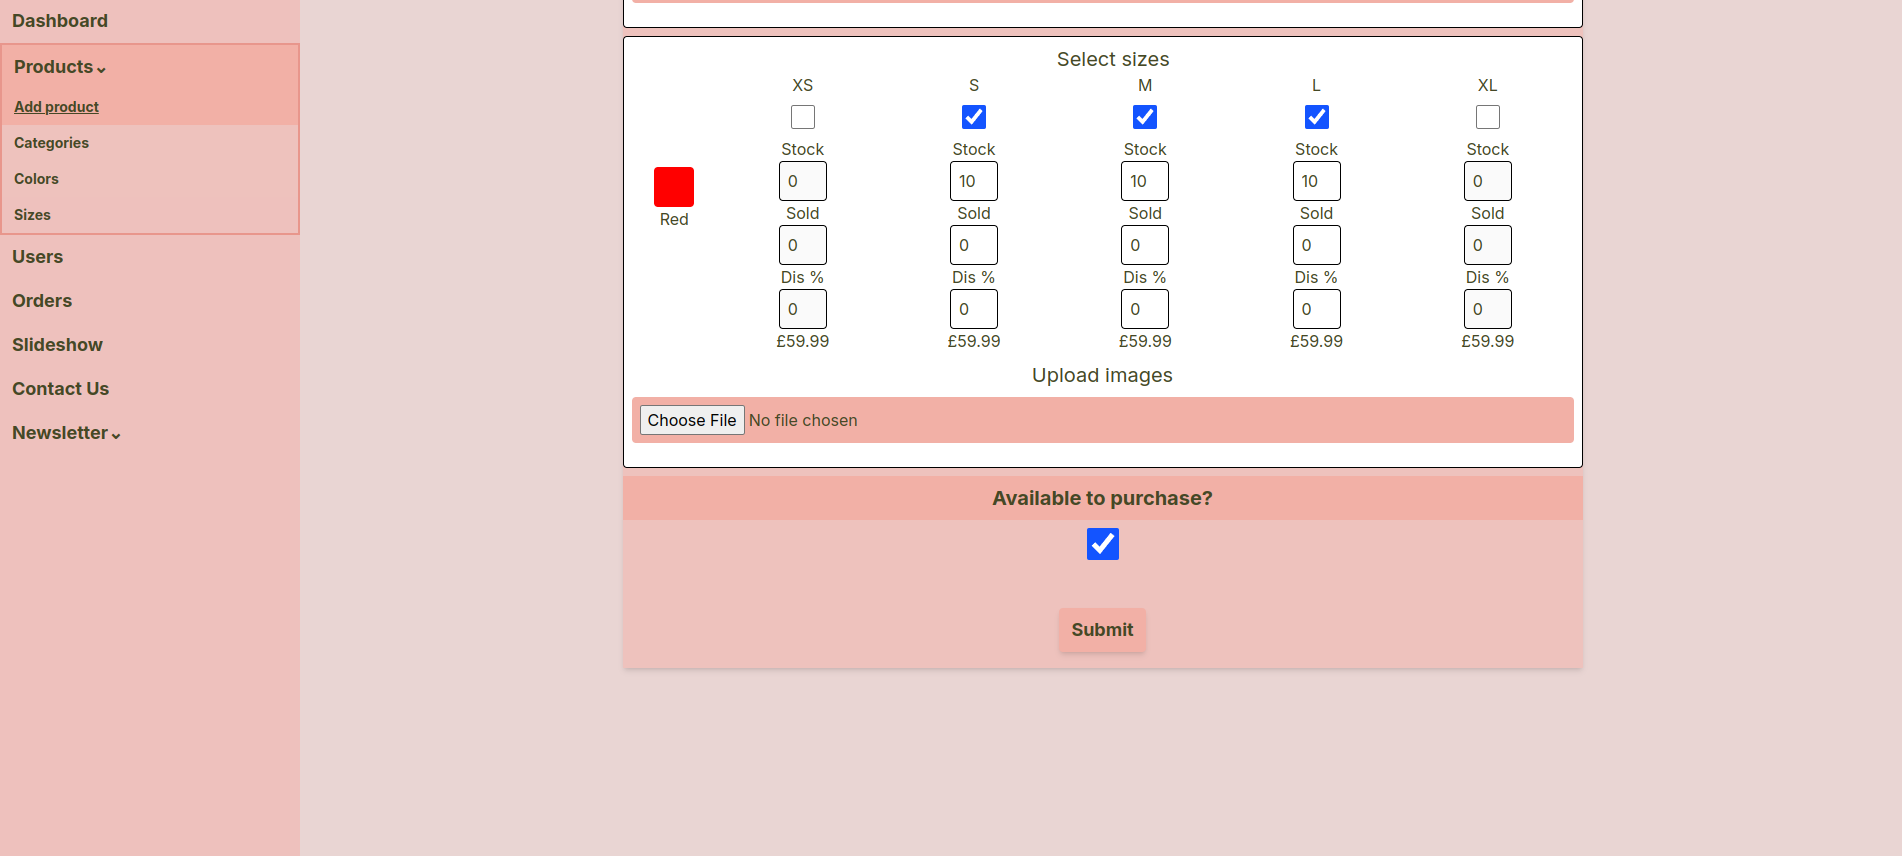 Dashboard
Products
Add product
Categories
Colors
Sizes
Users
Orders
Slideshow
Contact Us
Newsletter
Select sizes
XS S M L XL
Stock Stock Stock Stock Stock
0 10 10 10 0
Sold Sold Sold Sold Sold
Red
0 0 0 0 0
Dis % Dis % Dis % Dis % Dis %
0 0 0 0 0
£59.99 £59.99 £59.99 £59.99 £59.99
Upload images
Choose File No file chosen
Available to purchase?
Submit